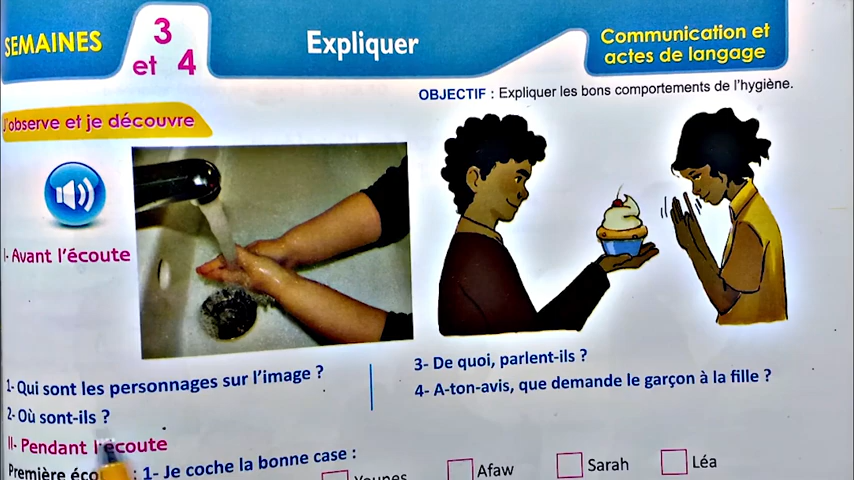 SEMAINES 3 et 4
Expliquer
Communication et
actes de langage
OBJECTIF : Expliquer les bons comportements de l'hygiène.
J'observe et je découvre
I- Avant l'écoute
1- Qui sont les personnages sur l'image ?
2- Où sont-ils ?
3- De quoi, parlent-ils ?
4- A-ton-avis, que demande le garçon à la fille ?
II- Pendant l'écoute
Première : 1- Je coche la bonne case :
Younes Afaw Sarah Léa